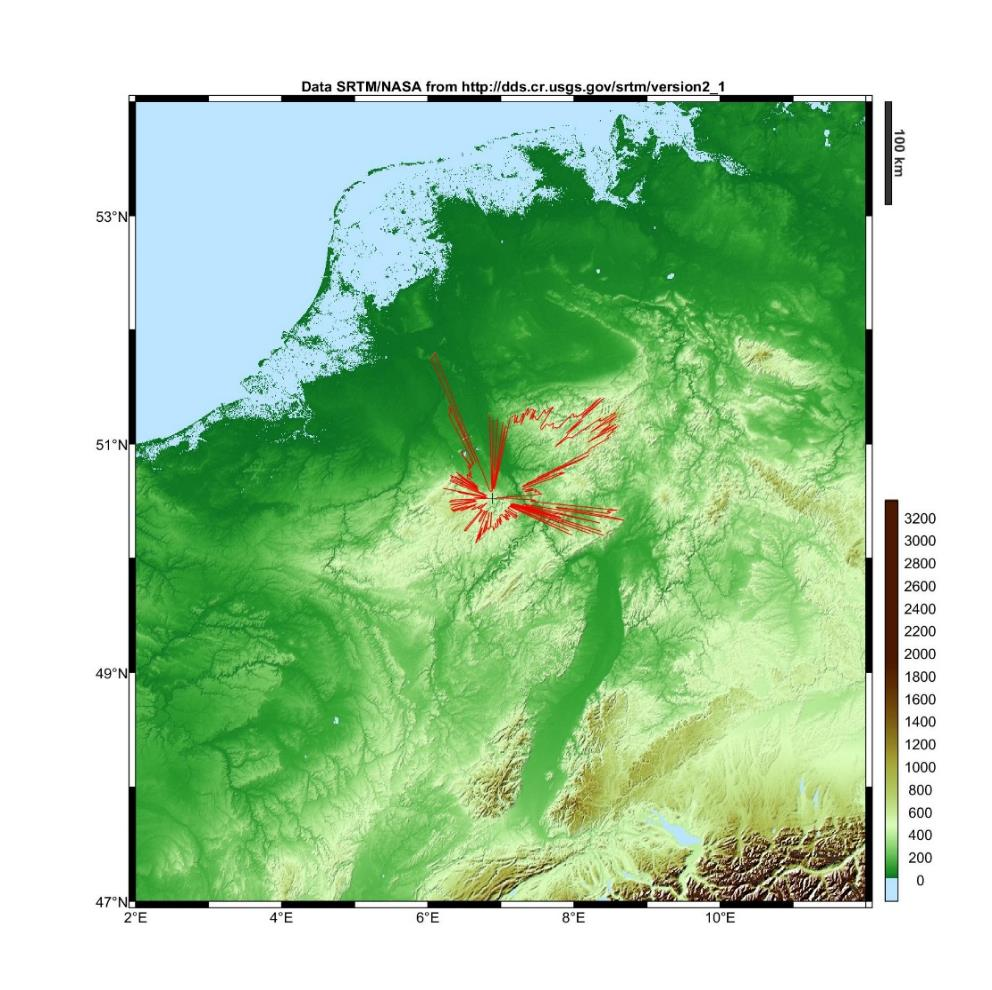 Data SRTM/NASA from http://dds.cr.usgs.gov/srtm/version2_1
100 km
53°N
51°N
49°N
47°N
2°E
4°E
6°E
8°E
10°E
3200
3000
2800
2600
2400
2200
2000
1800
1600
1400
1200
1000
800
600
400
200
0